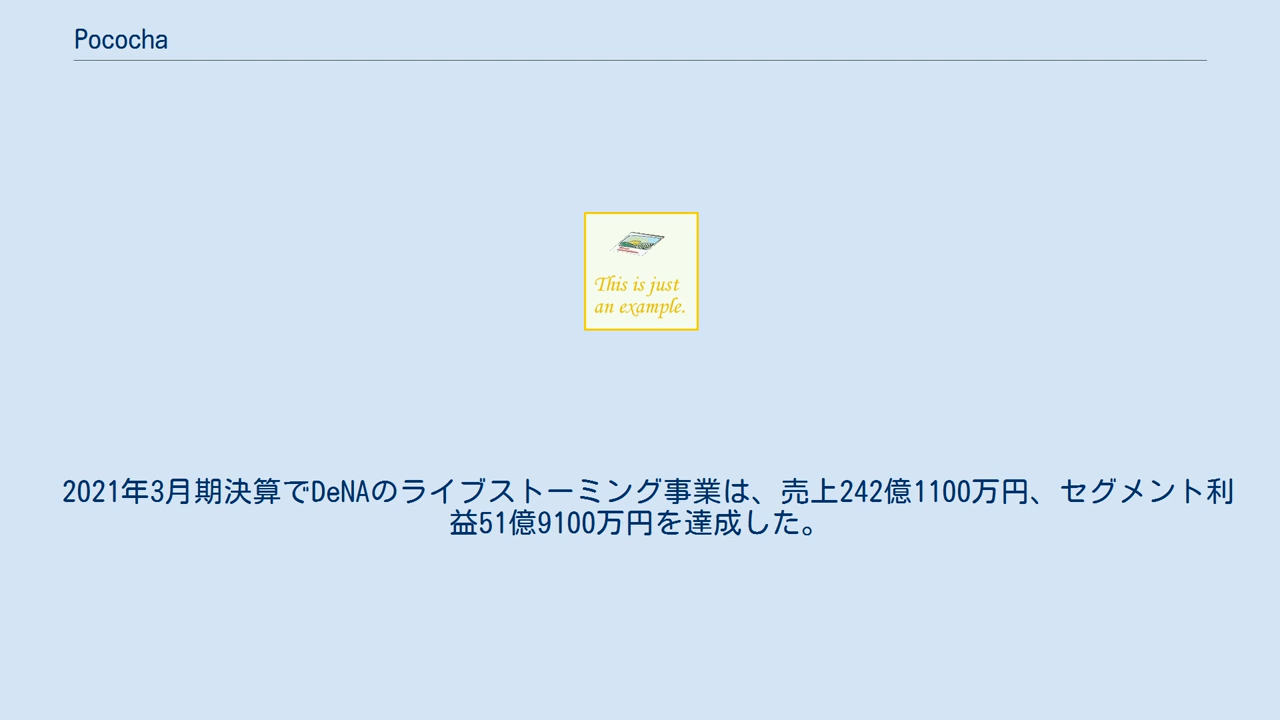 Pococha
This is just
an example.
2021年3月期決算でDeNAのライブストーミング事業は、売上242億1100万円、セグメント利
益51億9100万円を達成した。